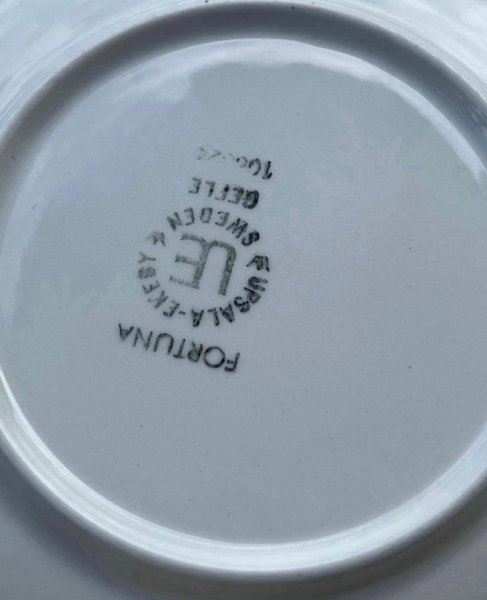 FORTUNA
UPSALA-EKEBY
UE
SWEDEN
GEFLE